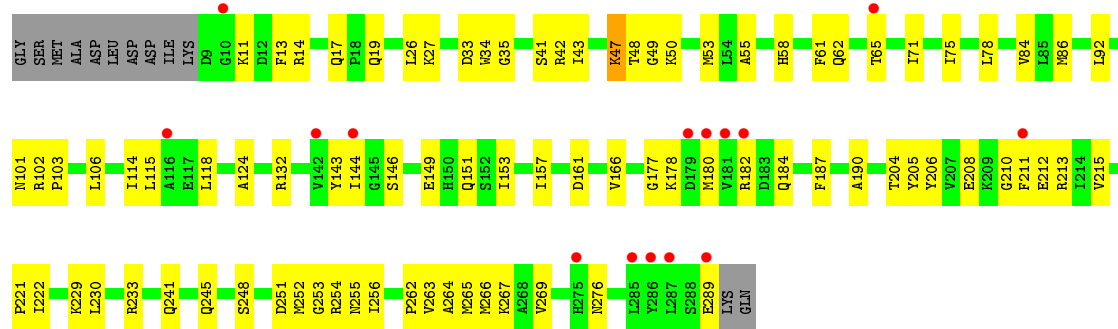 GLY SER MET ALA ASP LEU ASP ASP ILE LYS D9 G10 K11 D12 F13 R14 Q17 P18 Q19 L26 K27 D33 W34 G35 S41 R42 I43 K47 T48 G49 K50 M53 L54 A55 H58 F61 Q62 T65 I71 I75 L78 V84 L85 M86 L92
N101 R102 P103 L106 I114 L115 A116 E117 L118 A124 R132 V142 Y143 I144 G145 S146 E149 H150 Q151 S152 I153 I157 D161 V166 G177 K178 D179 M180 V181 R182 D183 Q184 F187 A190 T204 Y205 Y206 V207 E208 K209 G210 F211 E212 R213 I214 V215
P221 I222 K229 L230 R233 Q241 Q245 S248 D251 M252 G253 R254 N255 I256 P262 V263 A264 M265 M266 K267 A268 V269 H275 N276 L285 Y286 L287 S288 E289 LYS GLN